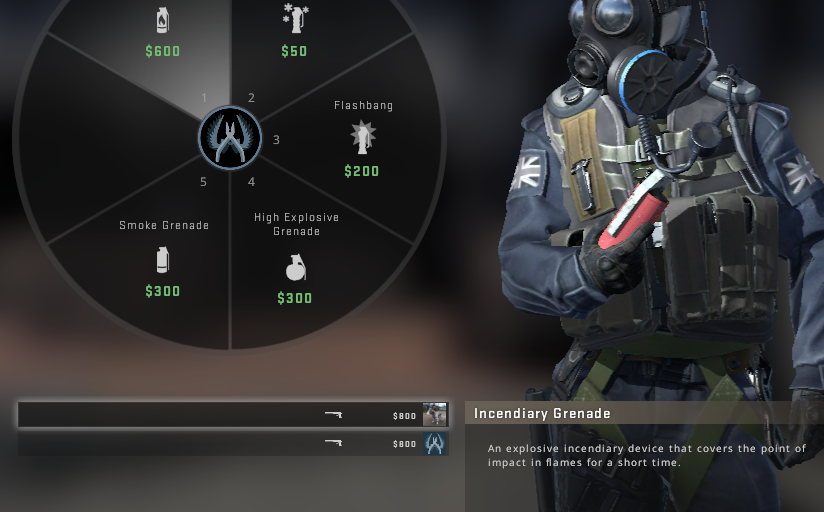 $600
$50
1
2
Flashbang
3
$200
5
4
Smoke Grenade
High Explosive
Grenade
$300
$300
$800
$800
Incendiary Grenade
An explosive incendiary device that covers the point of
impact in flames for a short time.